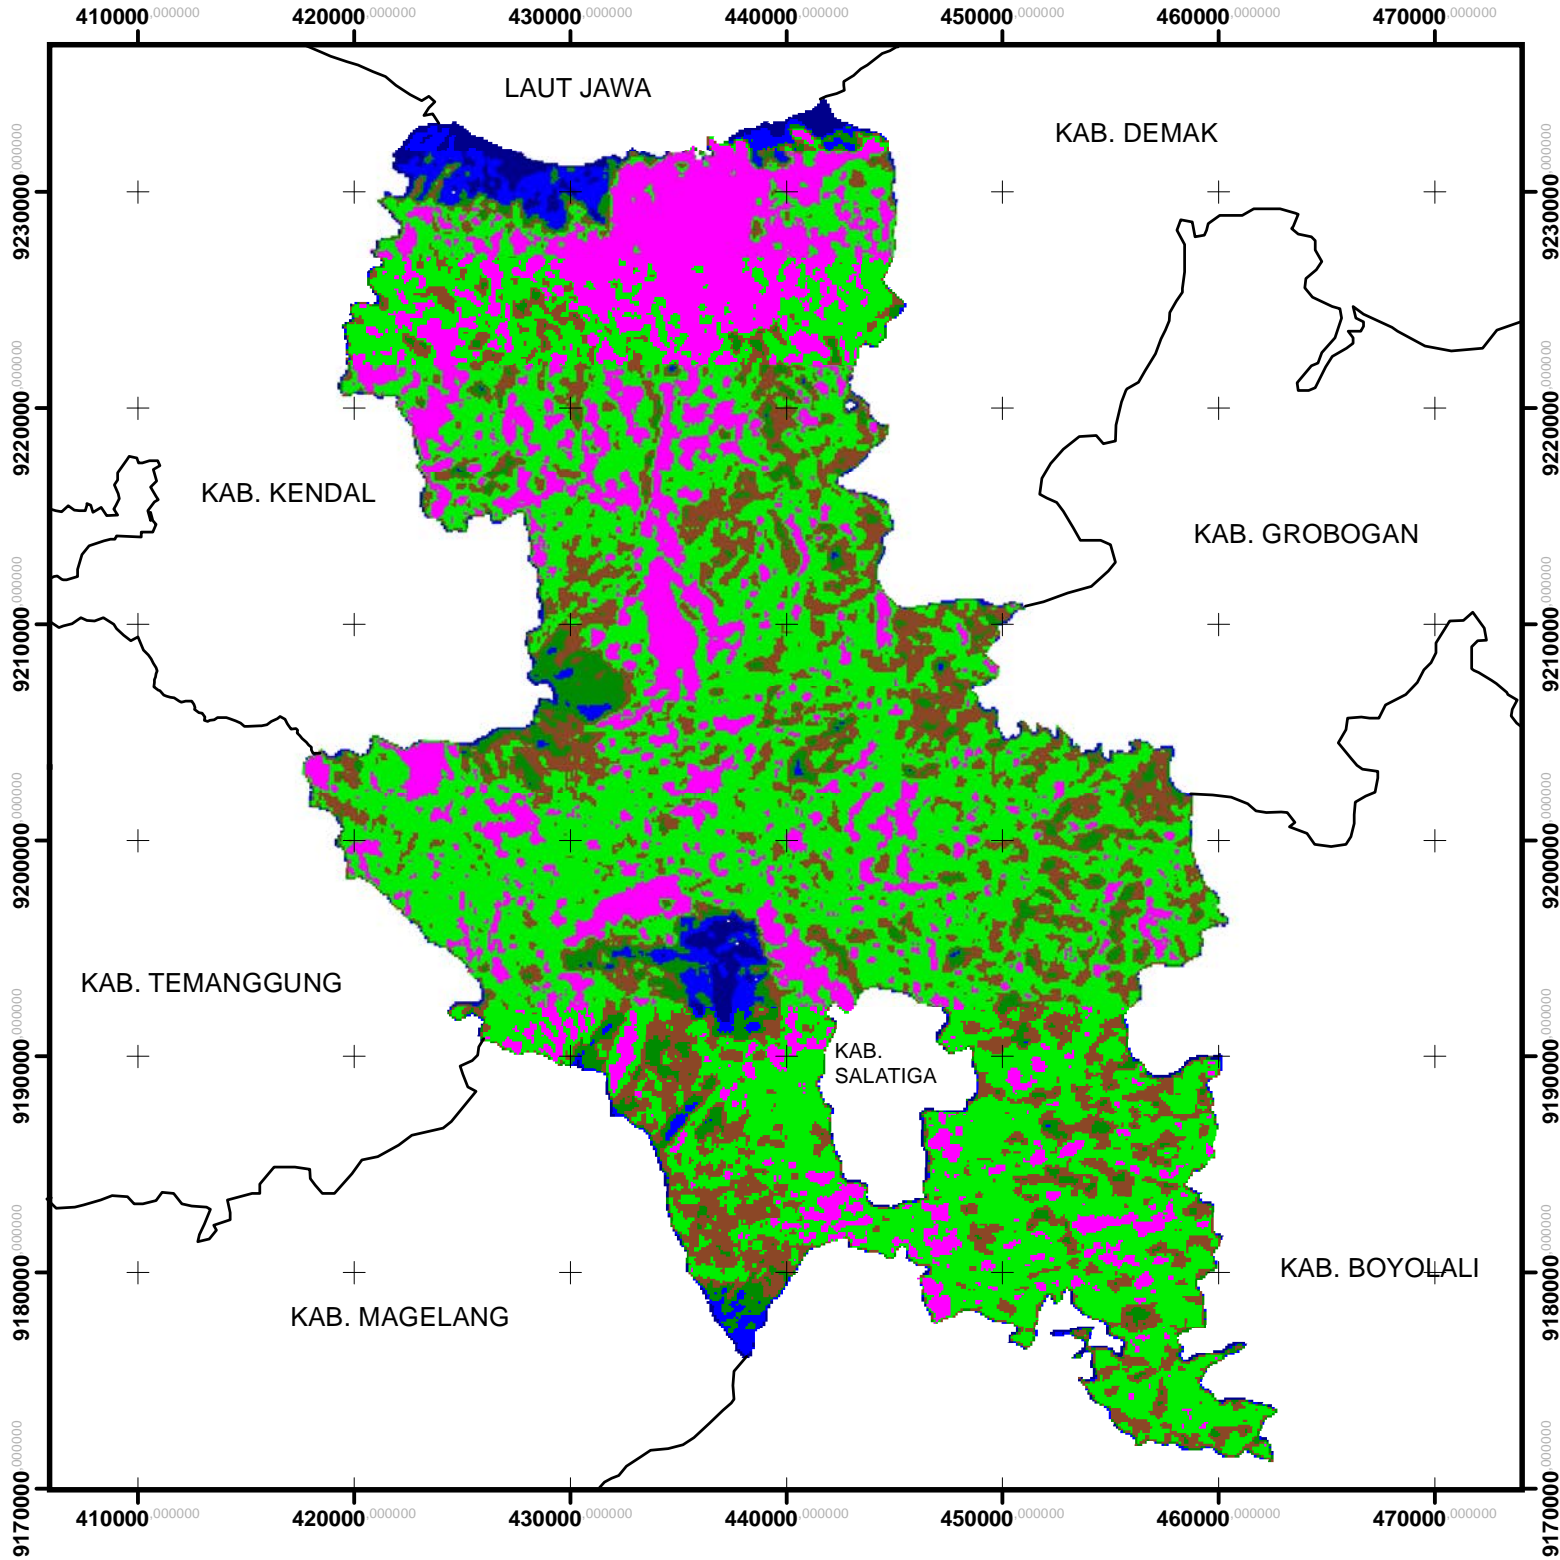 410000,000000 420000,000000 430000,000000 440000,000000 450000,000000 460000,000000 470000,000000
LAUT JAWA
KAB. DEMAK
9230000,000000 9230000,000000
9220000,000000 9220000,000000
KAB. KENDAL
KAB. GROBOGAN
9210000,000000 9210000,000000
9200000,000000 9200000,000000
KAB. TEMANGGUNG
KAB.
SALATIGA
9190000,000000 9190000,000000
KAB. BOYOLALI
9180000,000000 9180000,000000
KAB. MAGELANG
9170000,000000 9170000,000000
410000,000000 420000,000000 430000,000000 440000,000000 450000,000000 460000,000000 470000,000000